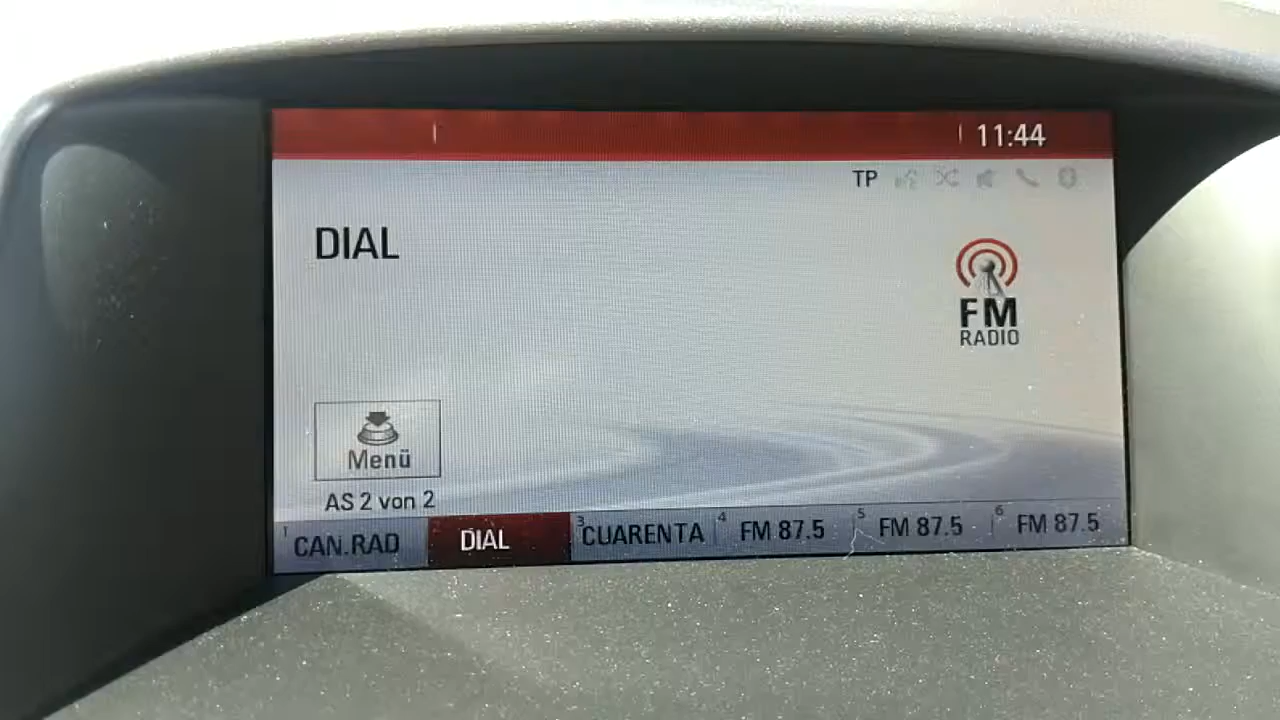 11:44
TP
DIAL
FM
RADIO
Menü
AS 2 von 2
1 CAN.RAD DIAL 3 CUARENTA 4 FM 87.5 5 FM 87.5 6 FM 87.5